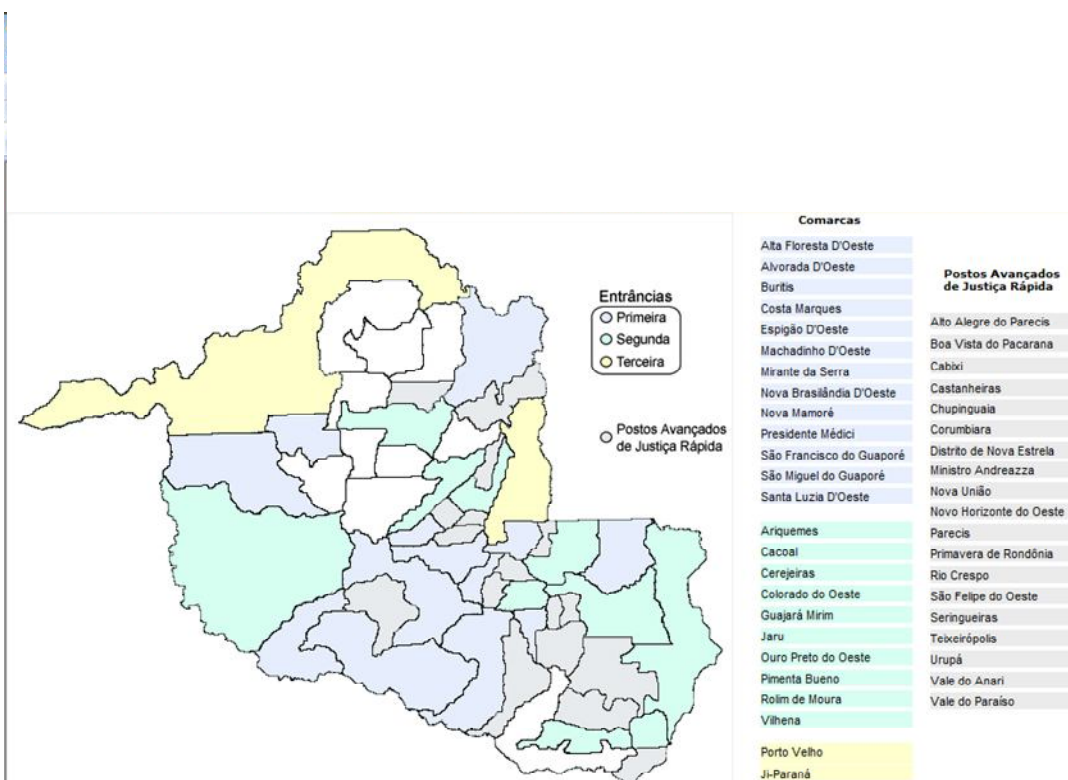 Entrâncias
Primeira
Segunda
Terceira
Postos Avançados
de Justiça Rápida
Comarcas
Alta Floresta D'Oeste
Alvorada D'Oeste
Buritis
Costa Marques
Espigão D'Oeste
Machadinho D'Oeste
Mirante da Serra
Nova Brasilândia D'Oeste
Nova Mamoré
Presidente Médici
São Francisco do Guaporé
São Miguel do Guaporé
Santa Luzia D'Oeste
Ariquemes
Cacoal
Cerejeiras
Colorado do Oeste
Guajará Mirim
Jaru
Ouro Preto do Oeste
Pimenta Bueno
Rolim de Moura
Vilhena
Porto Velho
Ji-Paraná
Postos Avançados
de Justiça Rápida
Alto Alegre do Parecis
Boa Vista do Pacarana
Cabixi
Castanheiras
Chupinguaia
Corumbiara
Distrito de Nova Estrela
Ministro Andreazza
Nova União
Novo Horizonte do Oeste
Parecis
Primavera de Rondônia
Rio Crespo
São Felipe do Oeste
Seringueiras
Teixeirópolis
Urupá
Vale do Anari
Vale do Paraíso